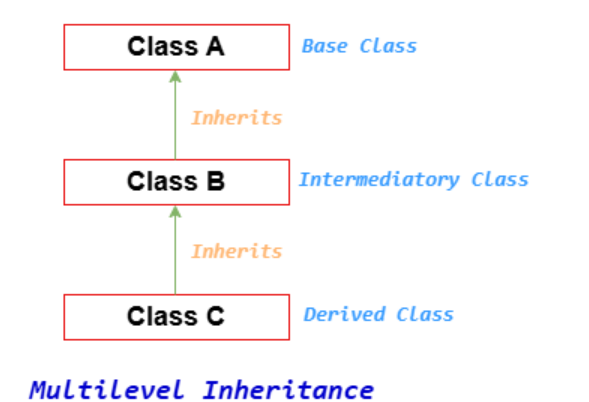 Class A Base Class
Inherits
Class B Intermediatory Class
Inherits
Class C Derived Class
Multilevel Inheritance